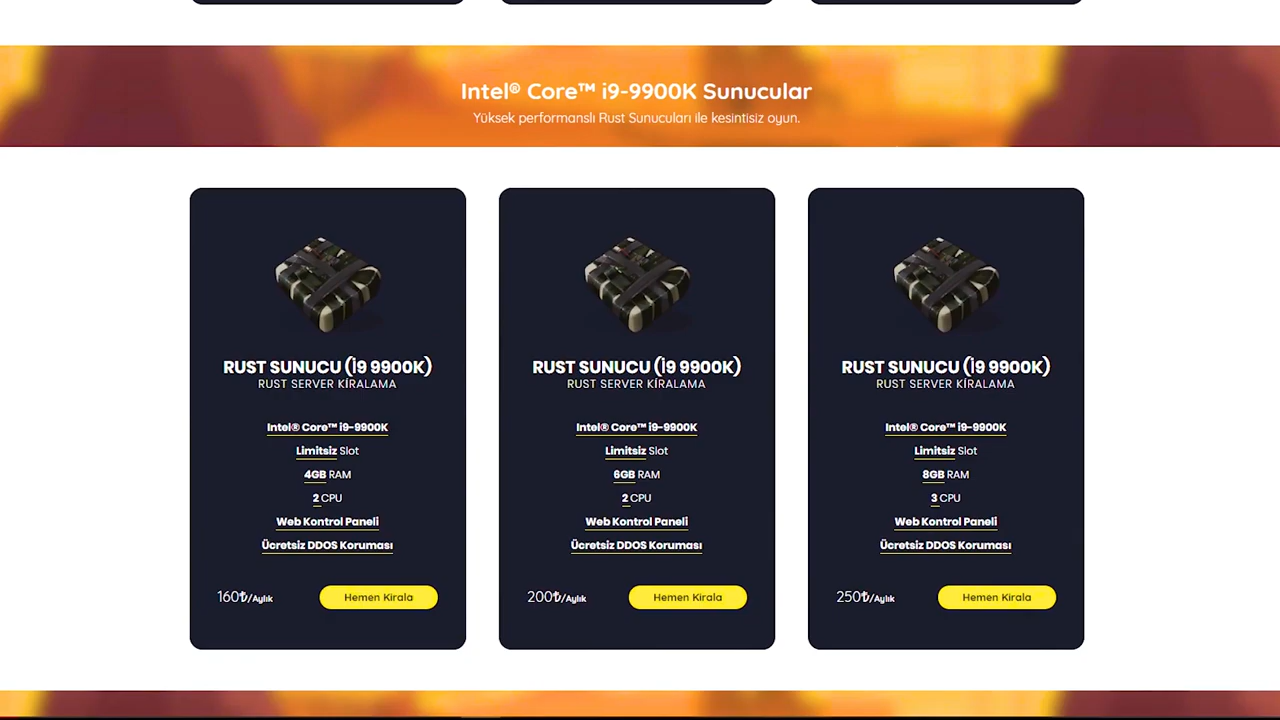 Intel® Core™ i9-9900K Sunucular
Yüksek performanslı Rust Sunucuları ile kesintisiz oyun.
RUST SUNUCU (İ9 9900K)
RUST SERVER KİRALAMA
Intel® Core™ i9-9900K
Limitsiz Slot
4GB RAM
2 CPU
Web Kontrol Paneli
Ücretsiz DDOS Koruması
160₺/Aylık
Hemen Kirala
RUST SUNUCU (İ9 9900K)
RUST SERVER KİRALAMA
Intel® Core™ i9-9900K
Limitsiz Slot
6GB RAM
2 CPU
Web Kontrol Paneli
Ücretsiz DDOS Koruması
200₺/Aylık
Hemen Kirala
RUST SUNUCU (İ9 9900K)
RUST SERVER KİRALAMA
Intel® Core™ i9-9900K
Limitsiz Slot
8GB RAM
3 CPU
Web Kontrol Paneli
Ücretsiz DDOS Koruması
250₺/Aylık
Hemen Kirala